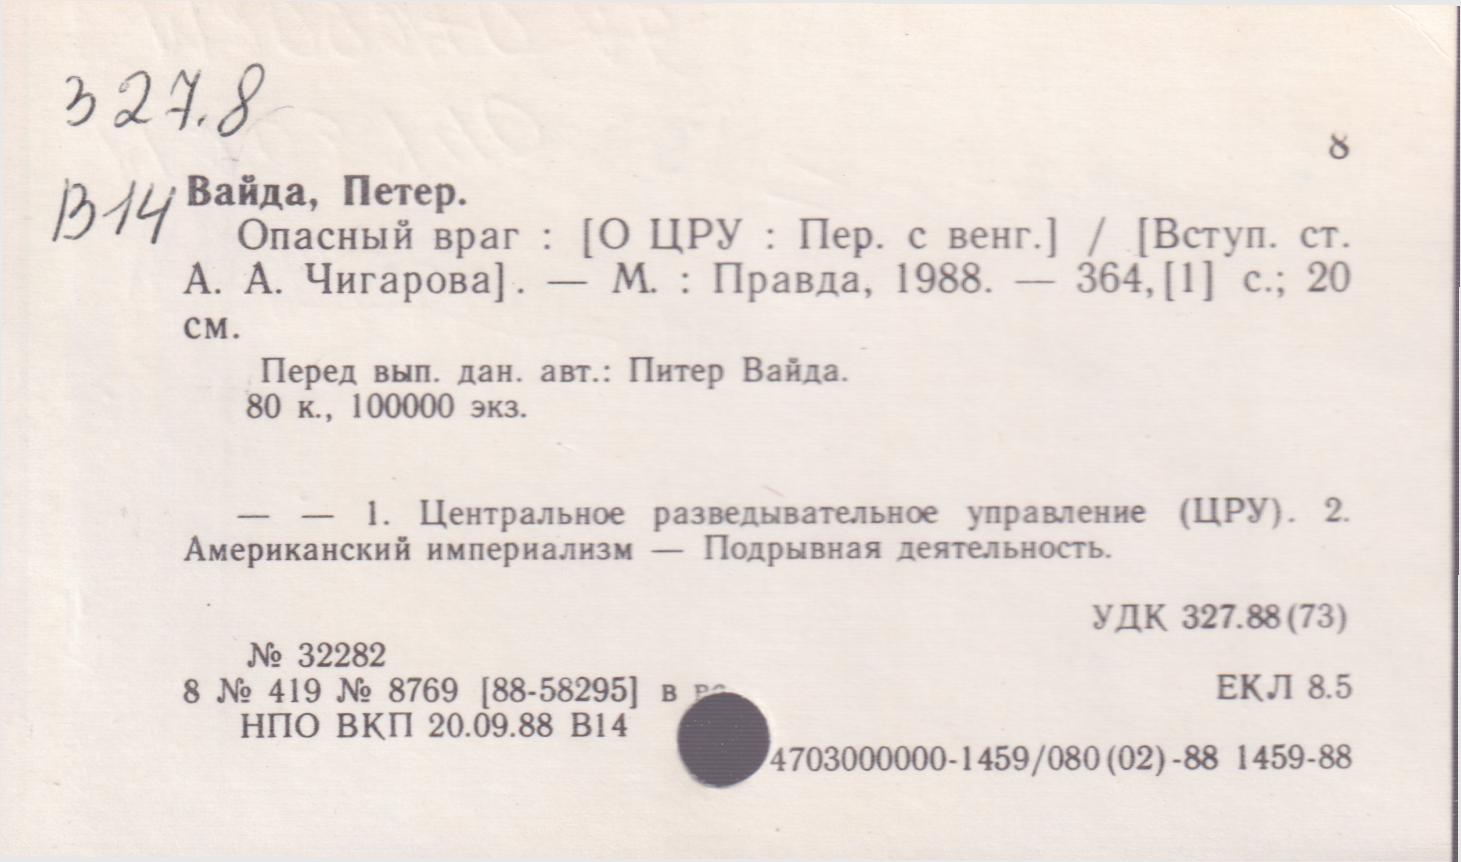 327.8
8
В14 Вайда, Петер.
Опасный враг : [О ЦРУ : Пер. с венг.] / [Вступ. ст.
А. А. Чигарова]. — М. : Правда, 1988. — 364,[1] с.; 20
см.
Перед вып. дан. авт.: Питер Вайда.
80 к., 100000 экз.
— — 1. Центральное разведывательное управление (ЦРУ). 2.
Американский империализм — Подрывная деятельность.
УДК 327.88(73)
№ 32282
8 № 419 № 8769 [88-58295] в
ЕКЛ 8.5
НПО ВКП 20.09.88 В14
4703000000-1459/080(02)-88 1459-88